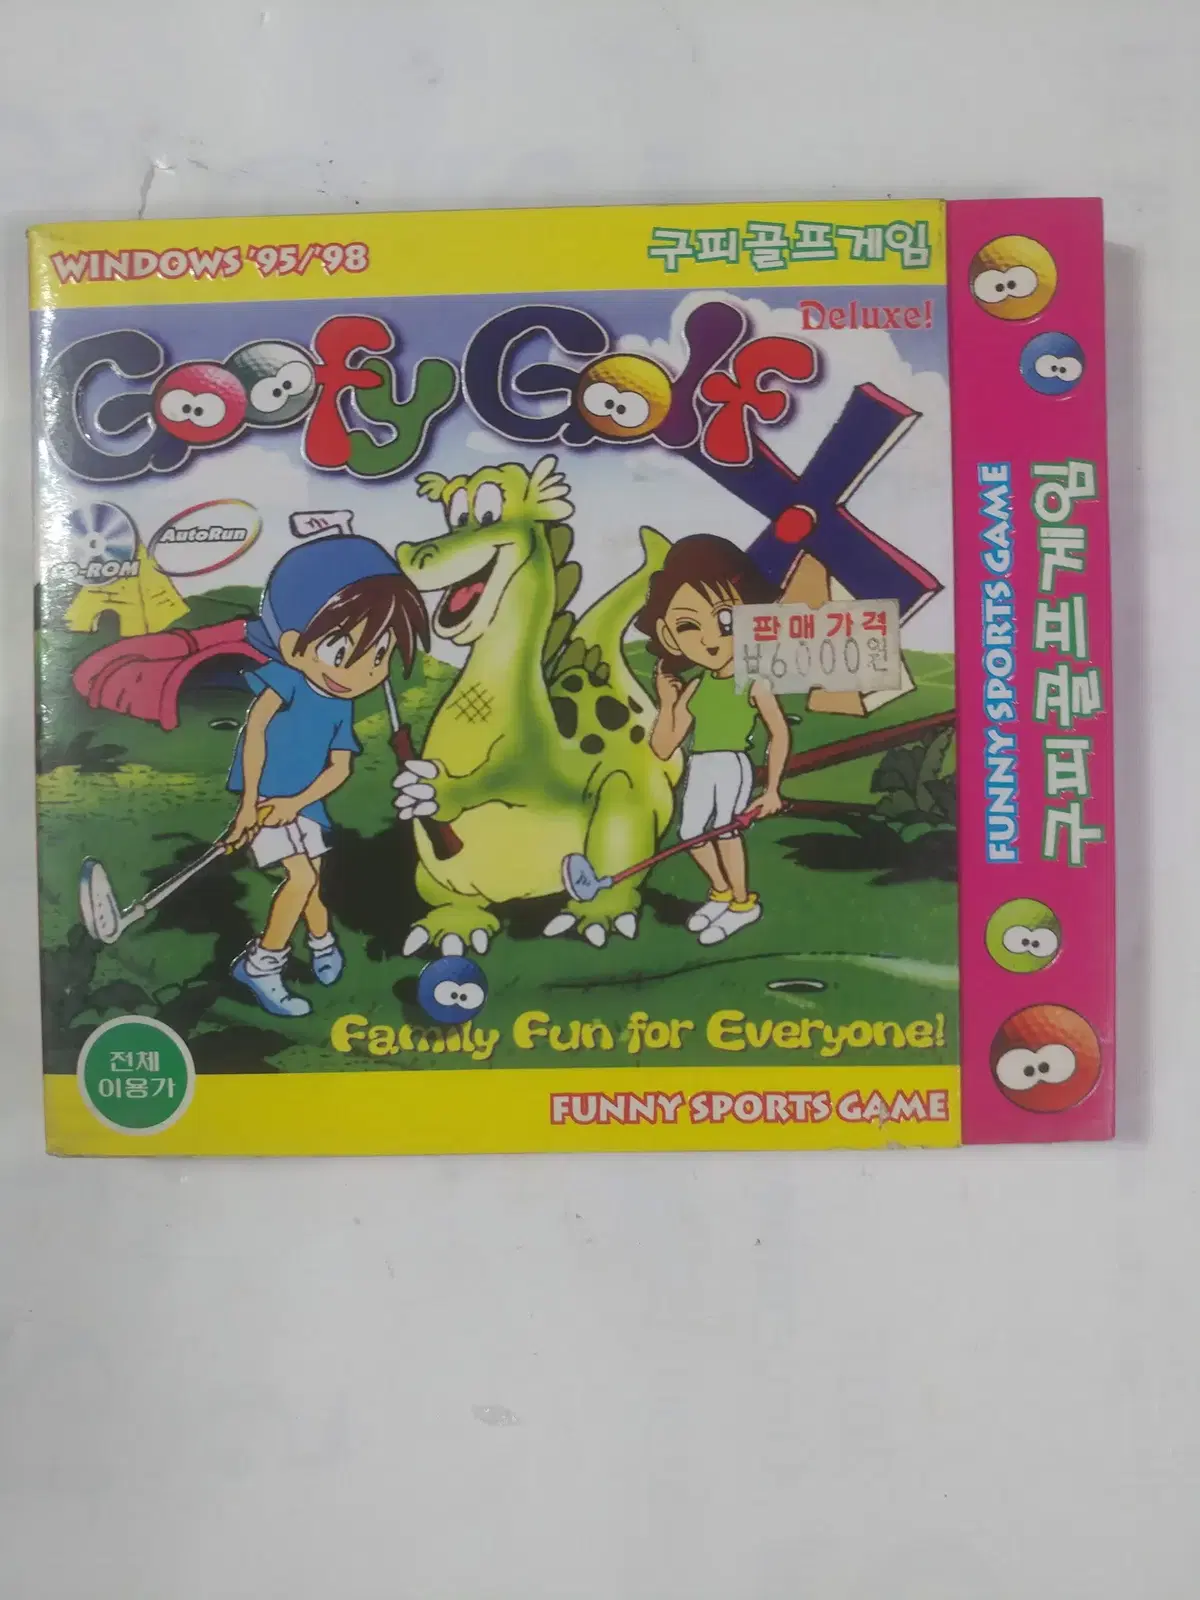 WINDOWS '95/'98
구피골프게임
Goofy Golf
Deluxe!
AutoRun
판매가격
₩6000원
Family Fun for Everyone!
전체
이용가
FUNNY SPORTS GAME
FUNNY SPORTS GAME
구피골프게임